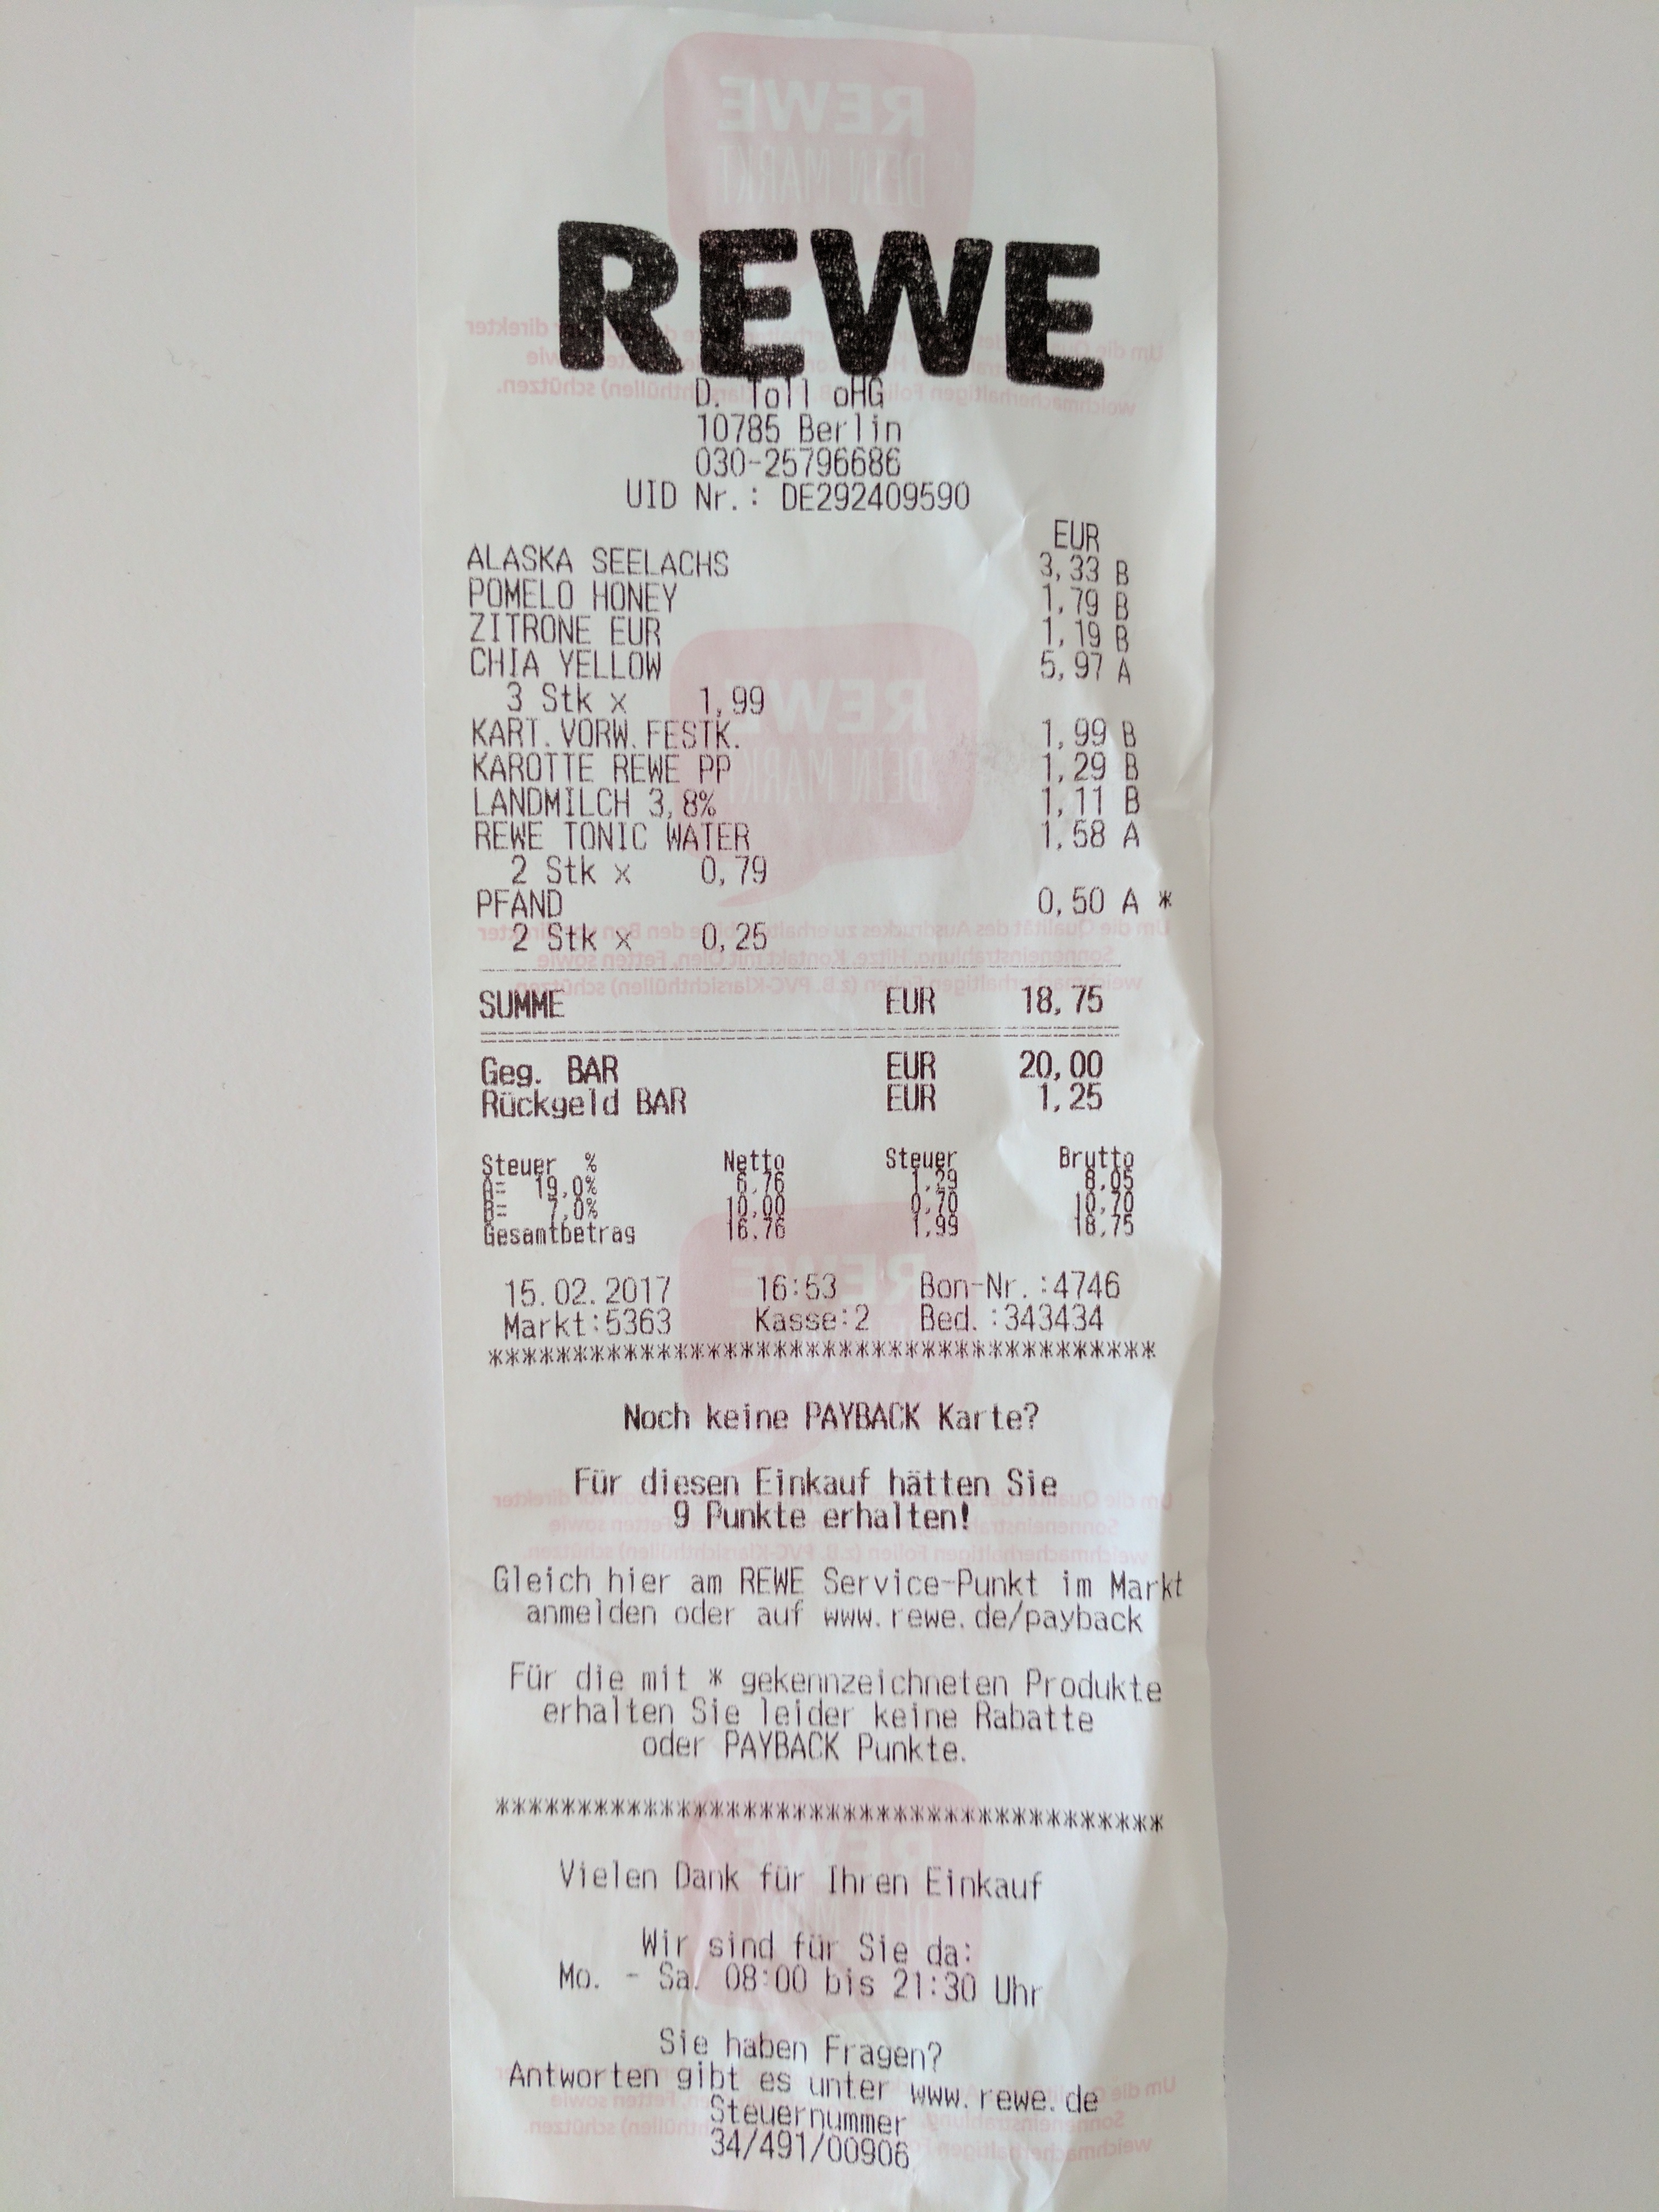 REWE
DEIN MARKT
REWE
D. Toll oHG
10785 Berlin
030-25796686
UID Nr.: DE292409590
EUR
ALASKA SEELACHS 3,33 B
POMELO HONEY 1,79 B
ZITRONE EUR 1,19 B
CHIA YELLOW 5,97 A
3 Stk x 1,99
KART.VORW.FESTK. 1,99 B
KAROTTE REWE PP 1,29 B
LANDMILCH 3,8% 1,11 B
REWE TONIC WATER 1,58 A
2 Stk x 0,79
PFAND 0,50 A *
2 Stk x 0,25
Um die Qualität des Ausdruckes zu erhalten, bitte den Bon vor direkter
Sonneneinstrahlung, Hitze, Kontakt mit Ölen, Fetten sowie
weichmacherhaltigen Folien (z.B. PVC-Klarsichthüllen) schützen.
SUMME EUR 18,75
Geg. BAR EUR 20,00
Rückgeld BAR EUR 1,25
Steuer % Netto Steuer Brutto
A= 19,0% 6,76 1,29 8,05
B= 7,0% 10,00 0,70 10,70
Gesamtbetrag 16,76 1,99 18,75
15.02.2017 16:53 Bon-Nr.:4746
Markt:5363 Kasse:2 Bed.:343434
*****************************************
Noch keine PAYBACK Karte?
Für diesen Einkauf hätten Sie
9 Punkte erhalten!
Gleich hier am REWE Service-Punkt im Markt
anmelden oder auf www.rewe.de/payback
Für die mit * gekennzeichneten Produkte
erhalten Sie leider keine Rabatte
oder PAYBACK Punkte.
*****************************************
Vielen Dank für Ihren Einkauf
Wir sind für Sie da:
Mo. - Sa. 08:00 bis 21:30 Uhr
Sie haben Fragen?
Antworten gibt es unter www.rewe.de
Steuernummer
34/491/00906